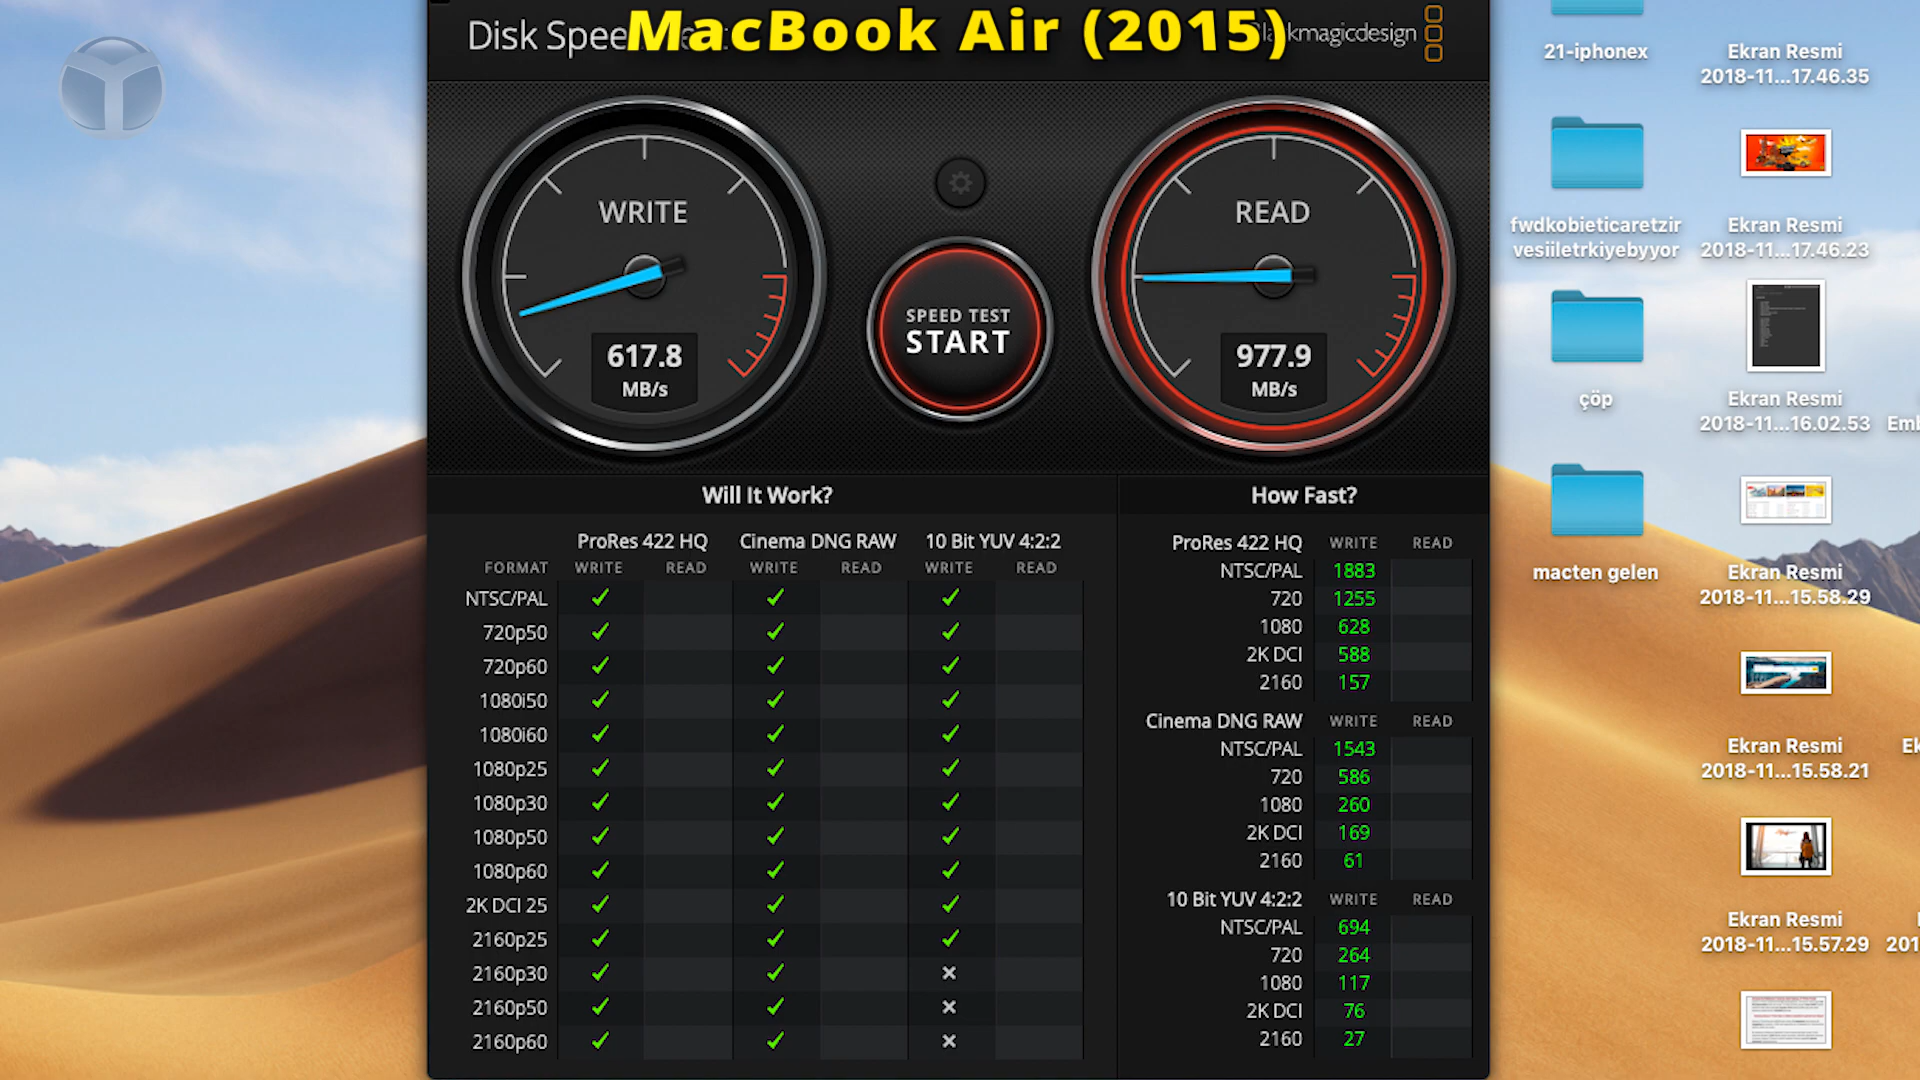 Disk Spee
MacBook Air (2015)
kmagicdesign
WRITE
617.8
MB/s
SPEED TEST
START
READ
977.9
MB/s
Will It Work?
ProRes 422 HQ Cinema DNG RAW 10 Bit YUV 4:2:2
FORMAT WRITE READ WRITE READ WRITE READ
NTSC/PAL ✓ ✓ ✓
720p50 ✓ ✓ ✓
720p60 ✓ ✓ ✓
1080i50 ✓ ✓ ✓
1080i60 ✓ ✓ ✓
1080p25 ✓ ✓ ✓
1080p30 ✓ ✓ ✓
1080p50 ✓ ✓ ✓
1080p60 ✓ ✓ ✓
2K DCI 25 ✓ ✓ ✓
2160p25 ✓ ✓ ✓
2160p30 ✓ ✓ ×
2160p50 ✓ ✓ ×
2160p60 ✓ ✓ ×
How Fast?
ProRes 422 HQ WRITE READ
NTSC/PAL 1883
720 1255
1080 628
2K DCI 588
2160 157
Cinema DNG RAW WRITE READ
NTSC/PAL 1543
720 586
1080 260
2K DCI 169
2160 61
10 Bit YUV 4:2:2 WRITE READ
NTSC/PAL 694
720 264
1080 117
2K DCI 76
2160 27
21-iphonex
fwdkobieticaretzir
vesiiletrkiyebyyor
çöp
macten gelen
Ekran Resmi
2018-11...17.46.35
Ekran Resmi
2018-11...17.46.23
Ekran Resmi
2018-11...16.02.53
Ekran Resmi
2018-11...15.58.29
Ekran Resmi
2018-11...15.58.21
Ekran Resmi
2018-11...15.57.29
Emb
Ek
201